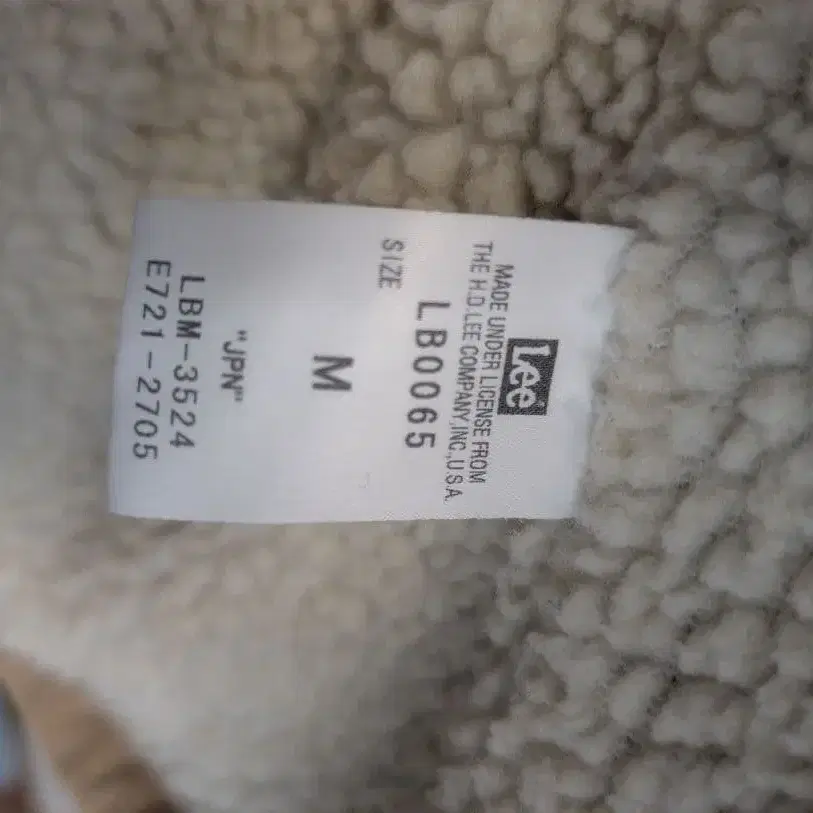 Lee
MADE UNDER LICENSE FROM
THE H.D.LEE COMPANY,INC.,U.S.A.
LB0065
SIZE
M
"JPN"
LBM-3524
E721-2705